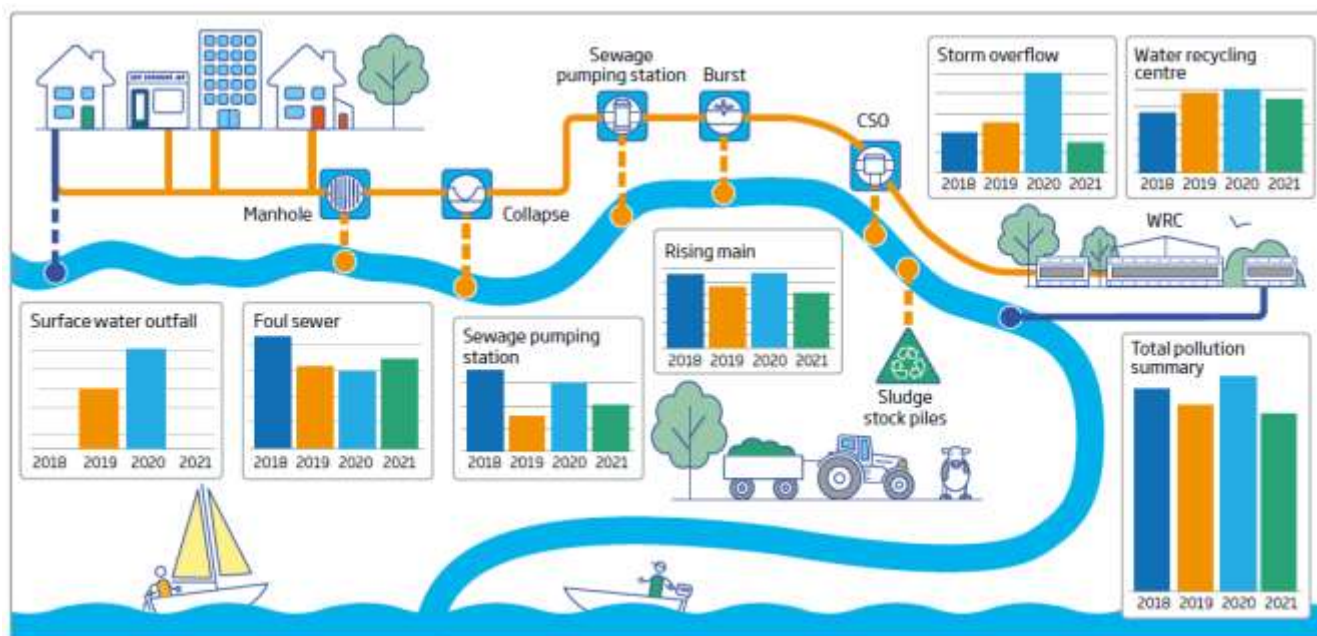 Sewage
pumping station
Burst
CSO
Manhole
Collapse
Storm overflow
2018 2019 2020 2021
Water recycling
centre
2018 2019 2020 2021
WRC
Rising main
2018 2019 2020 2021
Surface water outfall
2018 2019 2020 2021
Foul sewer
2018 2019 2020 2021
Sewage pumping
station
2018 2019 2020 2021
Sludge
stock piles
Total pollution
summary
2018 2019 2020 2021